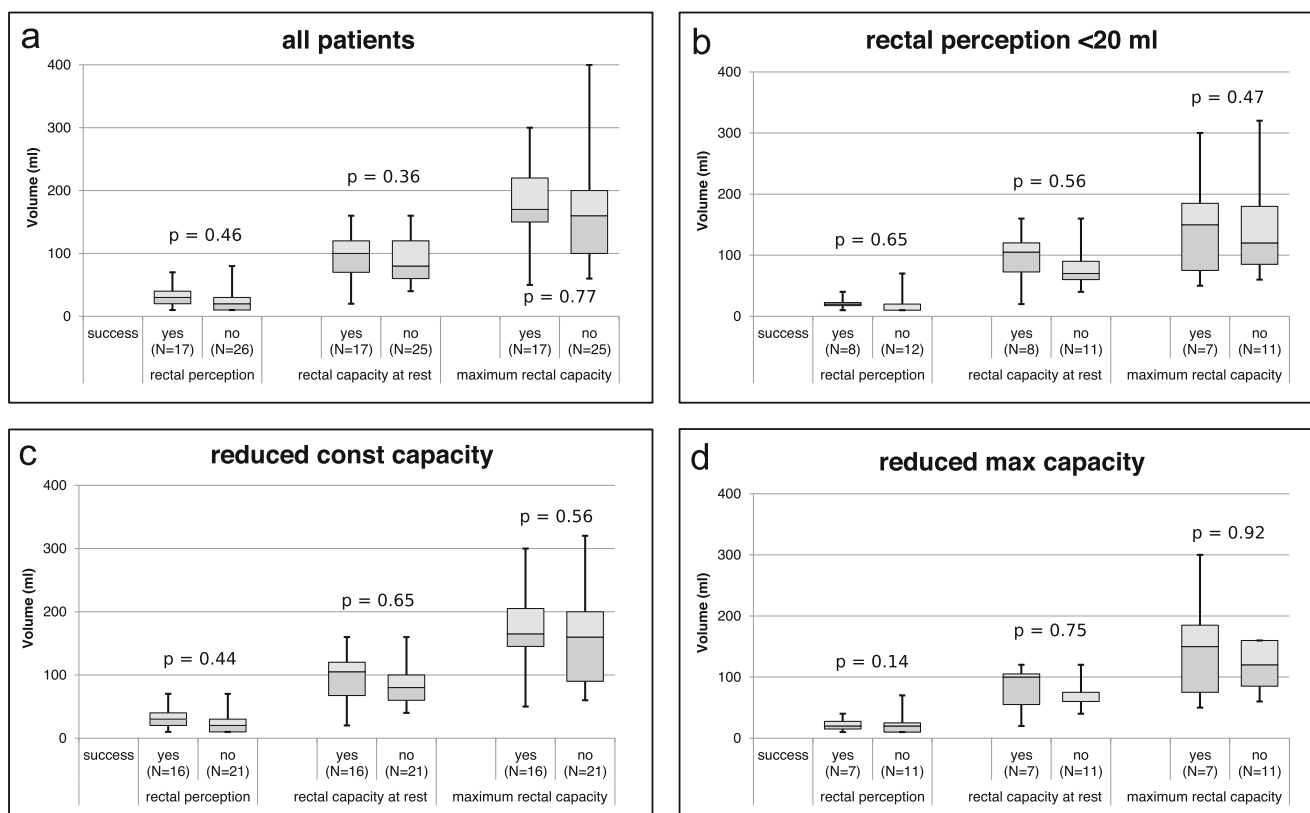 a
all patients
400
300
200
100
0
Volume (ml)
p = 0.46
p = 0.36
p = 0.77
success
yes no yes no yes no
(N=17) (N=26) (N=17) (N=25) (N=17) (N=25)
rectal perception rectal capacity at rest maximum rectal capacity
b
rectal perception <20 ml
400
300
200
100
0
Volume (ml)
p = 0.65
p = 0.56
p = 0.47
success
yes no yes no yes no
(N=8) (N=12) (N=8) (N=11) (N=7) (N=11)
rectal perception rectal capacity at rest maximum rectal capacity
c
reduced const capacity
400
300
200
100
0
Volume (ml)
p = 0.44
p = 0.65
p = 0.56
success
yes no yes no yes no
(N=16) (N=21) (N=16) (N=21) (N=16) (N=21)
rectal perception rectal capacity at rest maximum rectal capacity
d
reduced max capacity
400
300
200
100
0
Volume (ml)
p = 0.14
p = 0.75
p = 0.92
success
yes no yes no yes no
(N=7) (N=11) (N=7) (N=11) (N=7) (N=11)
rectal perception rectal capacity at rest maximum rectal capacity